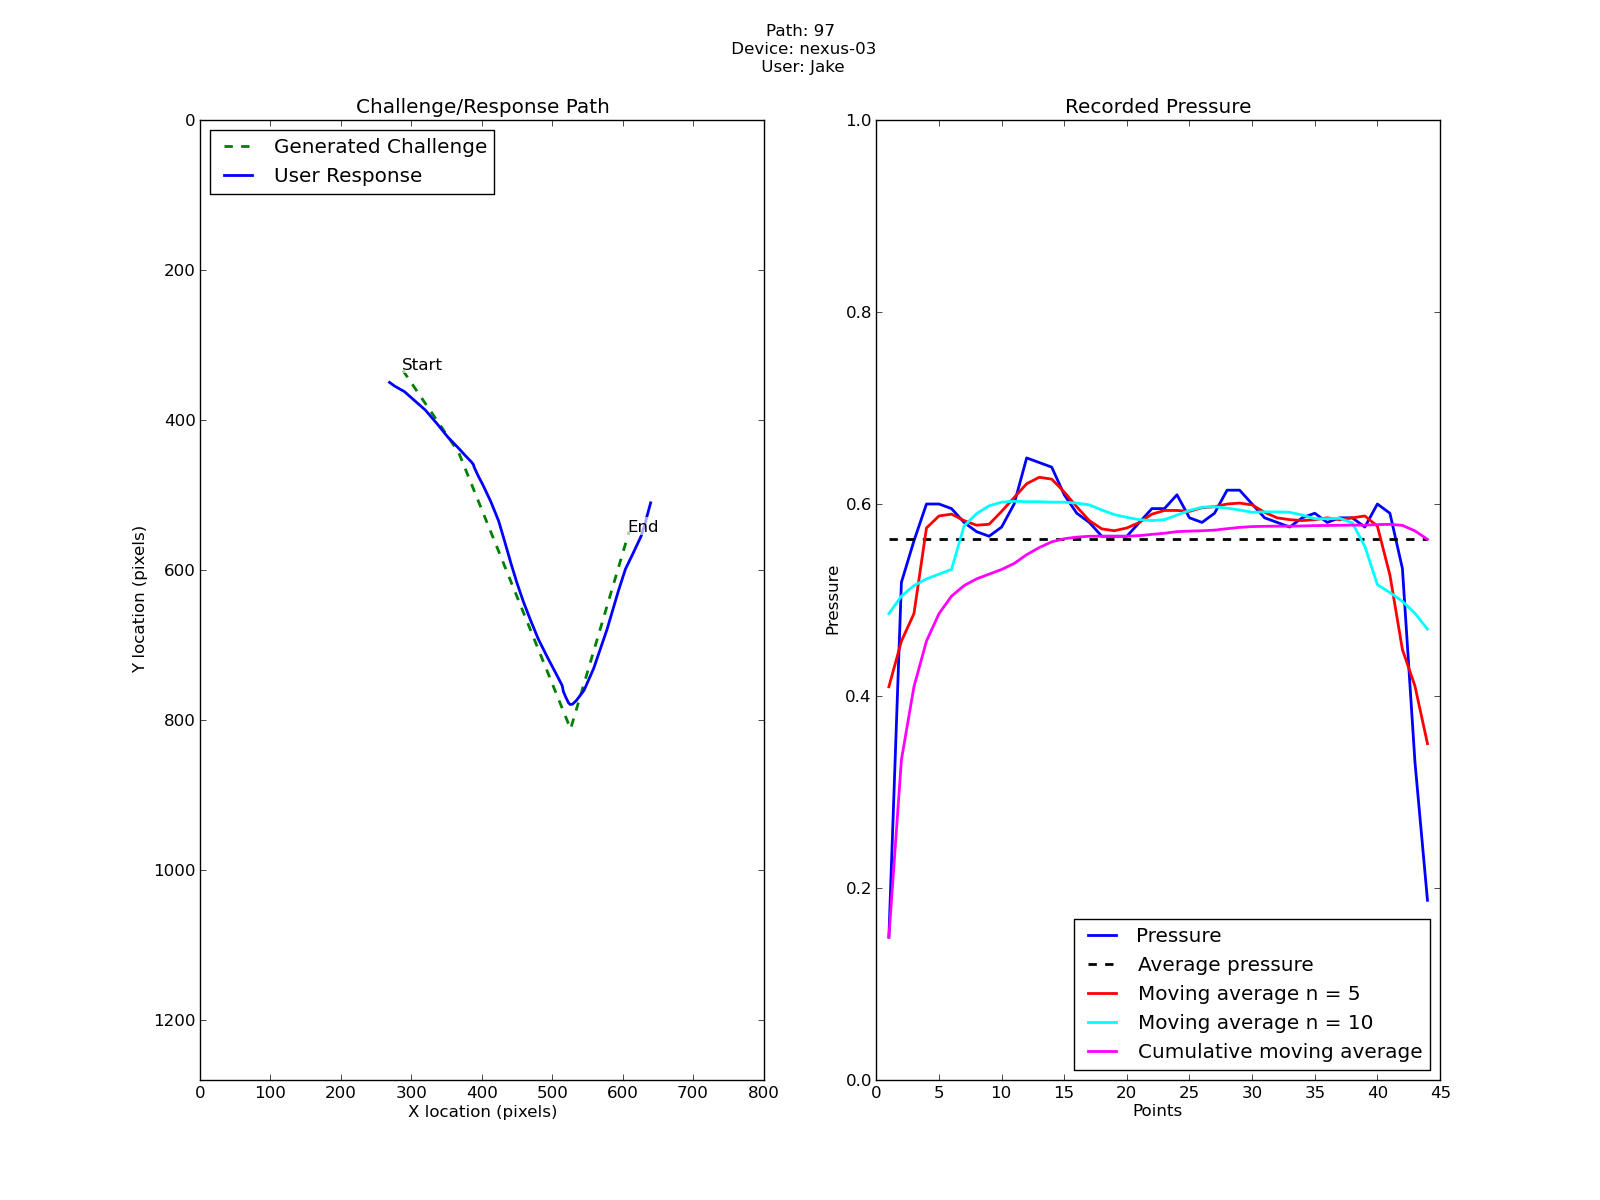 Path: 97
Device: nexus-03
User: Jake
Challenge/Response Path
Generated Challenge
User Response
Start
End
0
200
400
600
800
1000
1200
Y location (pixels)
0 100 200 300 400 500 600 700 800
X location (pixels)
Recorded Pressure
1.0
0.8
0.6
0.4
0.2
0.0
Pressure
Pressure
Average pressure
Moving average n = 5
Moving average n = 10
Cumulative moving average
0 5 10 15 20 25 30 35 40 45
Points